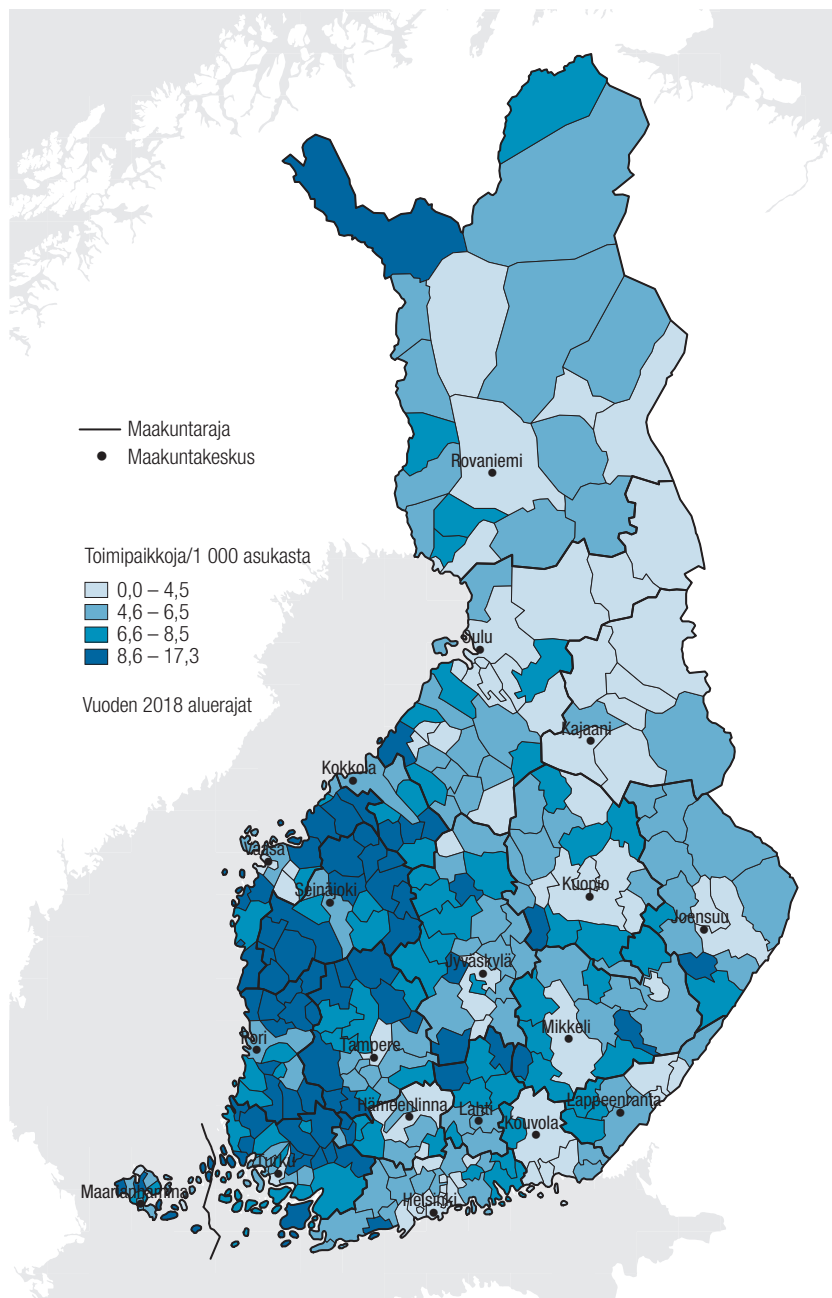 Maakuntaraja
Maakuntakeskus
Rovaniemi
Toimipaikkoja/1 000 asukasta
0,0 – 4,5
4,6 – 6,5
6,6 – 8,5
8,6 – 17,3
Oulu
Vuoden 2018 aluerajat
Kajaani
Kokkola
Vaasa
Seinäjoki
Kuopio
Joensuu
Jyväskylä
Mikkeli
Pori
Tampere
Hämeenlinna
Lahti
Lappeenranta
Kouvola
Turku
Maarianhamina
Helsinki